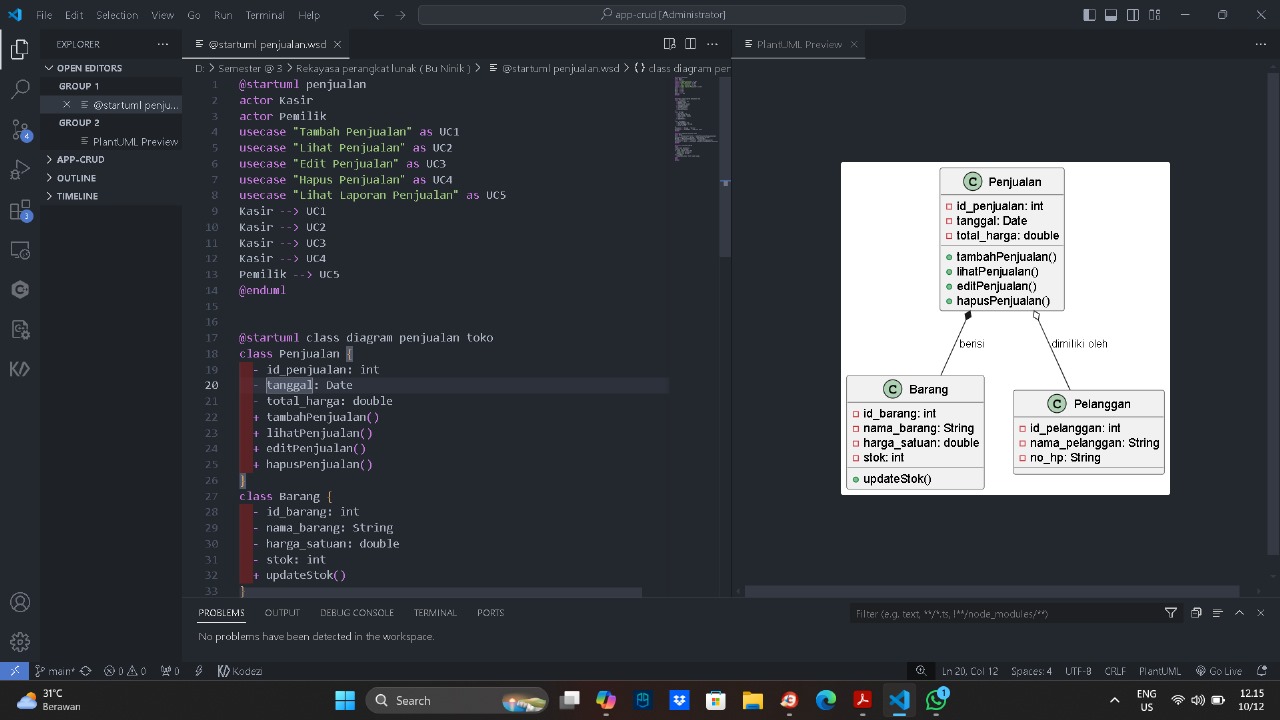 File Edit Selection View Go Run Terminal Help
app-crud [Administrator]
EXPLORER
OPEN EDITORS
GROUP 1
@startuml penju...
GROUP 2
PlantUML Preview
APP-CRUD
OUTLINE
TIMELINE
4
3
@startuml penjualan.wsd
D: > Semester @ 3 > Rekayasa perangkat lunak ( Bu Ninik ) > @startuml penjualan.wsd > {} class diagram pen
1 @startuml penjualan
2 actor Kasir
3 actor Pemilik
4 usecase "Tambah Penjualan" as UC1
5 usecase "Lihat Penjualan" as UC2
6 usecase "Edit Penjualan" as UC3
7 usecase "Hapus Penjualan" as UC4
8 usecase "Lihat Laporan Penjualan" as UC5
9 Kasir --> UC1
10 Kasir --> UC2
11 Kasir --> UC3
12 Kasir --> UC4
13 Pemilik --> UC5
14 @enduml
15
16
17 @startuml class diagram penjualan toko
18 class Penjualan {
19 - id_penjualan: int
20 - tanggal: Date
21 - total_harga: double
22 + tambahPenjualan()
23 + lihatPenjualan()
24 + editPenjualan()
25 + hapusPenjualan()
26 }
27 class Barang {
28 - id_barang: int
29 - nama_barang: String
30 - harga_satuan: double
31 - stok: int
32 + updateStok()
33 }
PlantUML Preview
C Penjualan
id_penjualan: int
tanggal: Date
total_harga: double
tambahPenjualan()
lihatPenjualan()
editPenjualan()
hapusPenjualan()
berisi
dimiliki oleh
C Barang
id_barang: int
nama_barang: String
harga_satuan: double
stok: int
updateStok()
C Pelanggan
id_pelanggan: int
nama_pelanggan: String
no_hp: String
PROBLEMS OUTPUT DEBUG CONSOLE TERMINAL PORTS
Filter (e.g. text, **/*.ts, !**/node_modules/**)
No problems have been detected in the workspace.
main* 0 0 0 Kodezi
Ln 20, Col 12 Spaces: 4 UTF-8 CRLF PlantUML Go Live
31°C
Berawan
Search
1
ENG
US
12.15
10/12